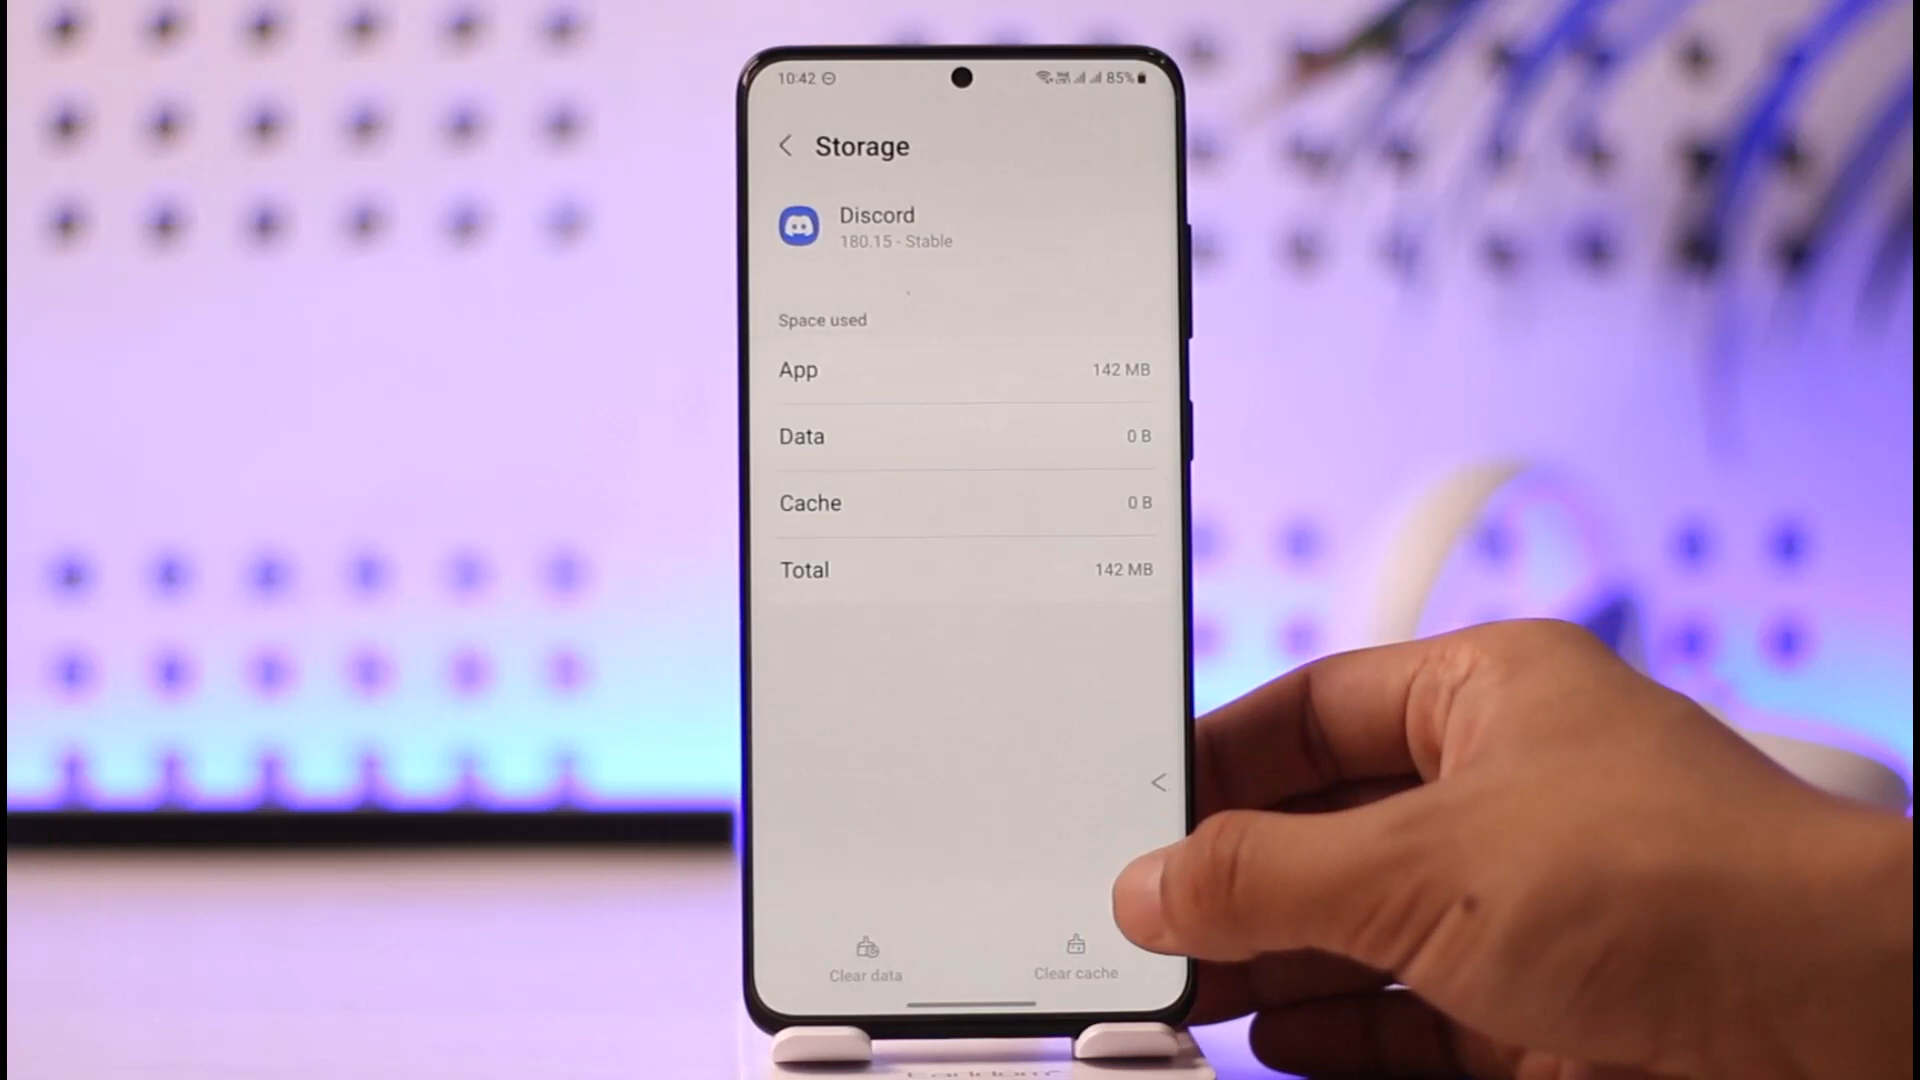 10:42 85%
Storage
Discord
180.15 - Stable
Space used
App 142 MB
Data 0 B
Cache 0 B
Total 142 MB
Clear data Clear cache